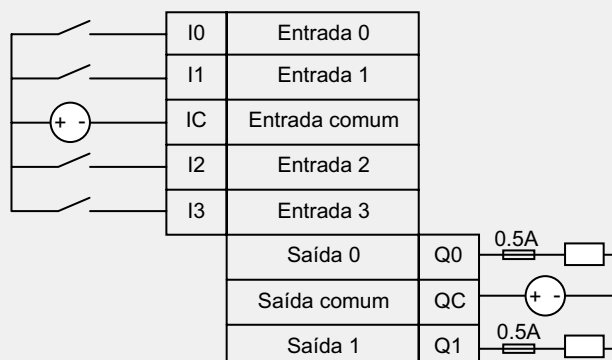 I0 Entrada 0
I1 Entrada 1
+ - IC Entrada comum
I2 Entrada 2
I3 Entrada 3
Saída 0 Q0 0.5A
Saída comum QC + -
Saída 1 Q1 0.5A